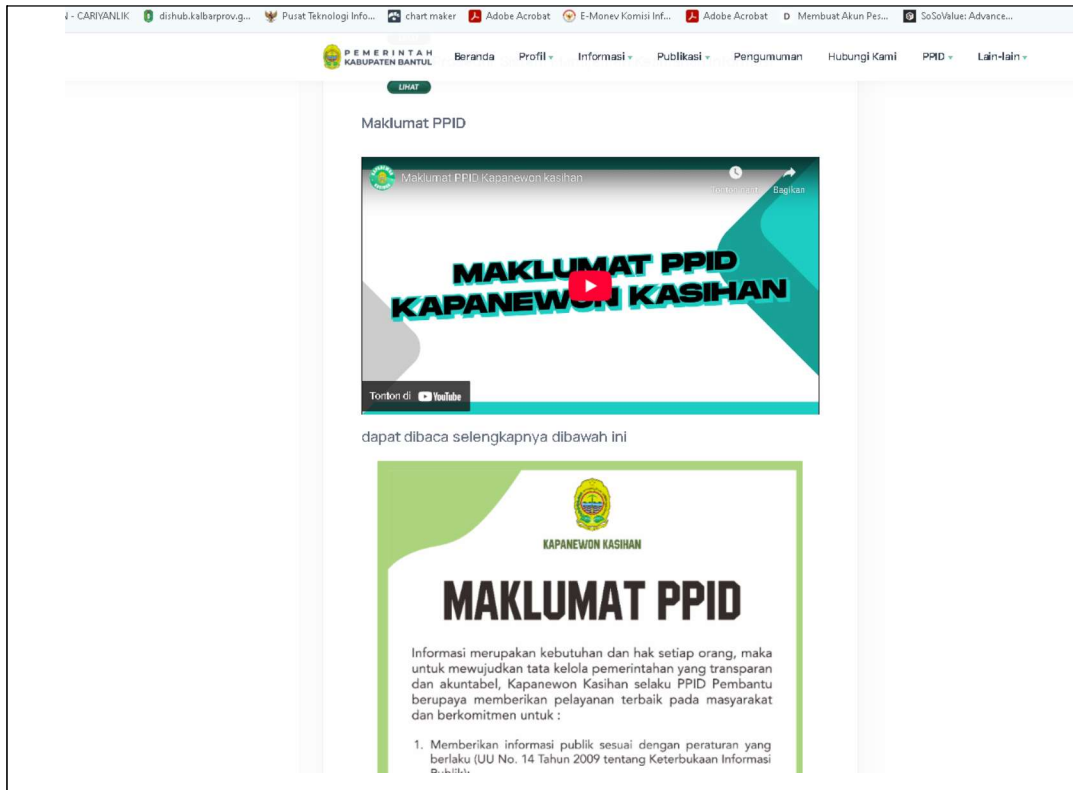 N - CARIYANLIK dishub.kalbarprov.g... Pusat Teknologi Info... chart maker Adobe Acrobat E-Monev Komisi Inf... Adobe Acrobat D Membuat Akun Pes... SoSoValue: Advance...
PEMERINTAH
KABUPATEN BANTUL
Beranda Profil Informasi Publikasi Pengumuman Hubungi Kami PPID Lain-lain
LIHAT
Maklumat PPID
Maklumat PPID Kapanewon kasihan
Tonton nanti Bagikan
MAKLUMAT PPID
KAPANEWON KASIHAN
Tonton di YouTube
dapat dibaca selengkapnya dibawah ini
KAPANEWON KASIHAN
MAKLUMAT PPID
Informasi merupakan kebutuhan dan hak setiap orang, maka
untuk mewujudkan tata kelola pemerintahan yang transparan
dan akuntabel, Kapanewon Kasihan selaku PPID Pembantu
berupaya memberikan pelayanan terbaik pada masyarakat
dan berkomitmen untuk :
1. Memberikan informasi publik sesuai dengan peraturan yang
berlaku (UU No. 14 Tahun 2009 tentang Keterbukaan Informasi
Publik);